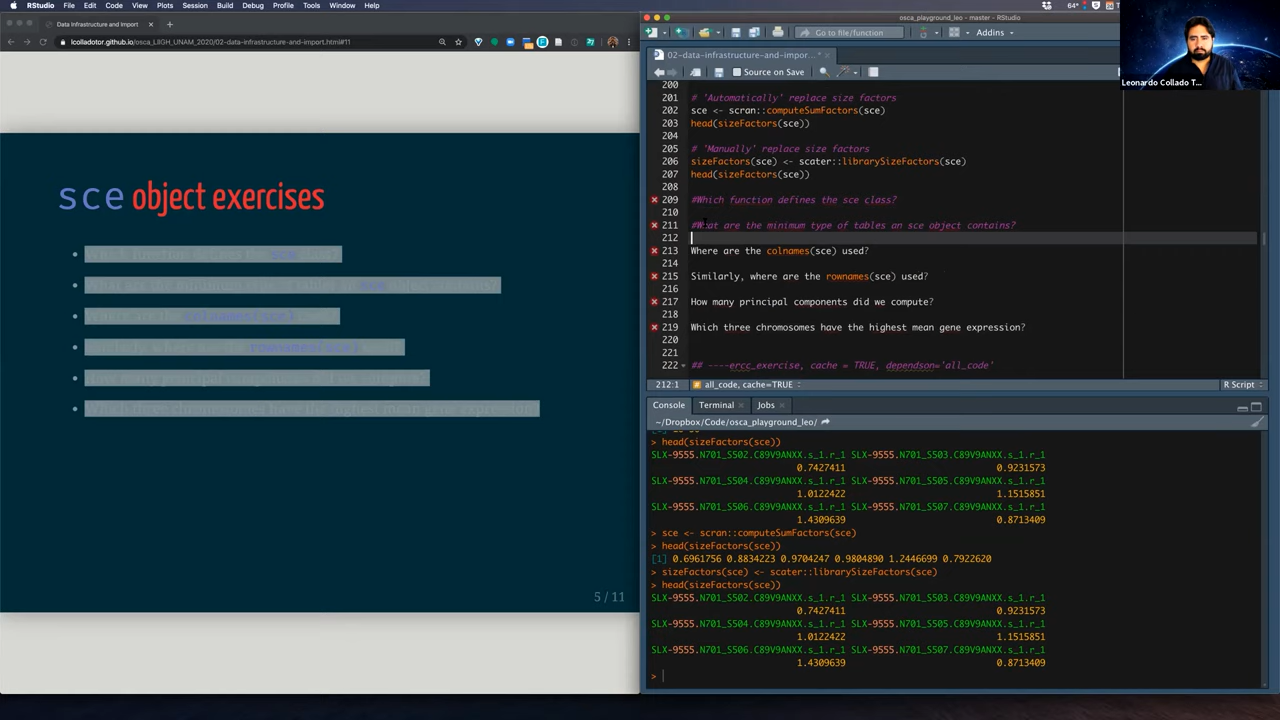 RStudio File Edit Code View Plots Session Build Debug Profile Tools Window Help
64°
Data Infrastructure and Import
lcolladotor.github.io/osca_LIIGH_UNAM_2020/02-data-infrastructure-and-import.html#11
sce object exercises
5 / 11
osca_playground_leo - master - RStudio
Go to file/function
Addins
02-data-infrastructure-and-impor...
Source on Save
200
201 # 'Automatically' replace size factors
202 sce <- scran::computeSumFactors(sce)
203 head(sizeFactors(sce))
204
205 # 'Manually' replace size factors
206 sizeFactors(sce) <- scater::librarySizeFactors(sce)
207 head(sizeFactors(sce))
208
209 #Which function defines the sce class?
210
211 #What are the minimum type of tables an sce object contains?
212
213 Where are the colnames(sce) used?
214
215 Similarly, where are the rownames(sce) used?
216
217 How many principal components did we compute?
218
219 Which three chromosomes have the highest mean gene expression?
220
221
222 ## ----ercc_exercise, cache = TRUE, dependson='all_code'
212:1 all_code, cache=TRUE R Script
Console Terminal Jobs
~/Dropbox/Code/osca_playground_leo/
> head(sizeFactors(sce))
SLX-9555.N701_S502.C89V9ANXX.s_1.r_1 SLX-9555.N701_S503.C89V9ANXX.s_1.r_1
0.7427411 0.9231573
SLX-9555.N701_S504.C89V9ANXX.s_1.r_1 SLX-9555.N701_S505.C89V9ANXX.s_1.r_1
1.0122422 1.1515851
SLX-9555.N701_S506.C89V9ANXX.s_1.r_1 SLX-9555.N701_S507.C89V9ANXX.s_1.r_1
1.4309639 0.8713409
> sce <- scran::computeSumFactors(sce)
> head(sizeFactors(sce))
[1] 0.6961756 0.8834223 0.9704247 0.9804890 1.2446699 0.7922620
> sizeFactors(sce) <- scater::librarySizeFactors(sce)
> head(sizeFactors(sce))
SLX-9555.N701_S502.C89V9ANXX.s_1.r_1 SLX-9555.N701_S503.C89V9ANXX.s_1.r_1
0.7427411 0.9231573
SLX-9555.N701_S504.C89V9ANXX.s_1.r_1 SLX-9555.N701_S505.C89V9ANXX.s_1.r_1
1.0122422 1.1515851
SLX-9555.N701_S506.C89V9ANXX.s_1.r_1 SLX-9555.N701_S507.C89V9ANXX.s_1.r_1
1.4309639 0.8713409
>
Leonardo Collado T...